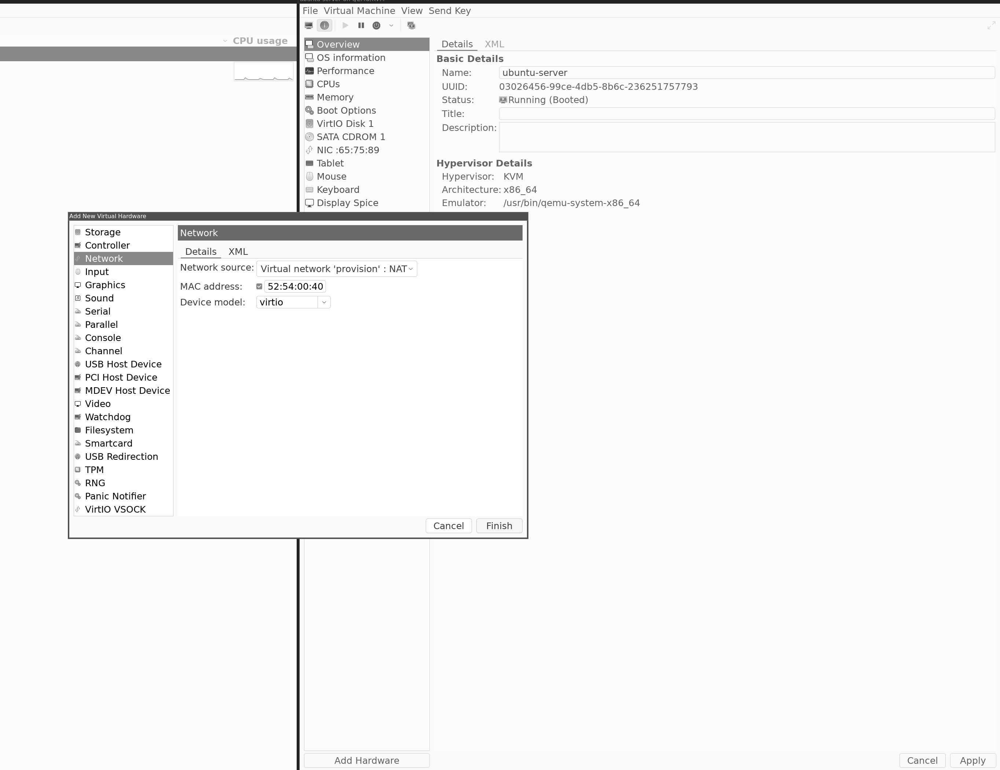 File Virtual Machine View Send Key
CPU usage
Overview
OS information
Performance
CPUs
Memory
Boot Options
VirtIO Disk 1
SATA CDROM 1
NIC :65:75:89
Tablet
Mouse
Keyboard
Display Spice
Details XML
Basic Details
Name: ubuntu-server
UUID: 03026456-99ce-4db5-8b6c-236251757793
Status: Running (Booted)
Title:
Description:
Hypervisor Details
Hypervisor: KVM
Architecture: x86_64
Emulator: /usr/bin/qemu-system-x86_64
Add New Virtual Hardware
Storage
Controller
Network
Input
Graphics
Sound
Serial
Parallel
Console
Channel
USB Host Device
PCI Host Device
MDEV Host Device
Video
Watchdog
Filesystem
Smartcard
USB Redirection
TPM
RNG
Panic Notifier
VirtIO VSOCK
Network
Details XML
Network source: Virtual network 'provision' : NAT
MAC address: 52:54:00:40
Device model: virtio
Cancel Finish
Add Hardware
Cancel Apply